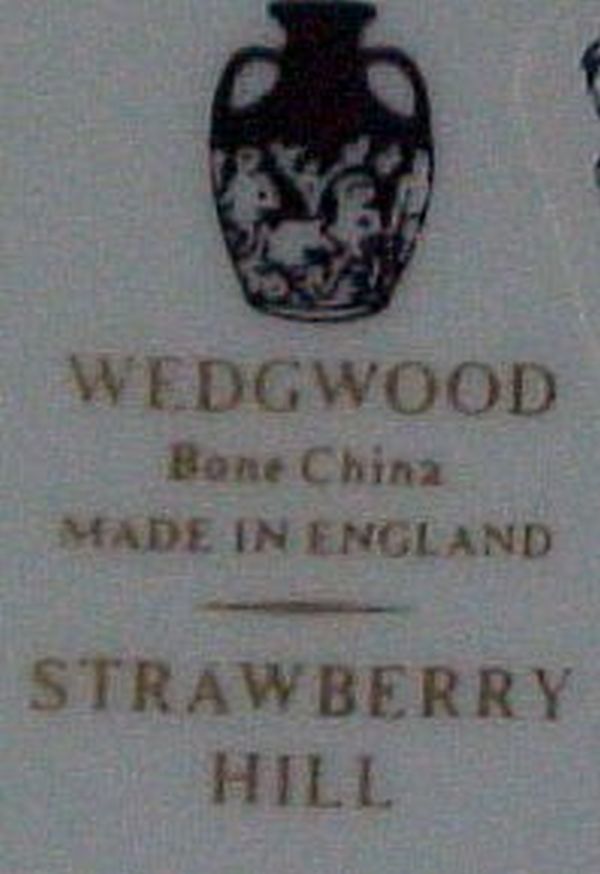 WEDGWOOD
Bone China
MADE IN ENGLAND
STRAWBERRY
HILL